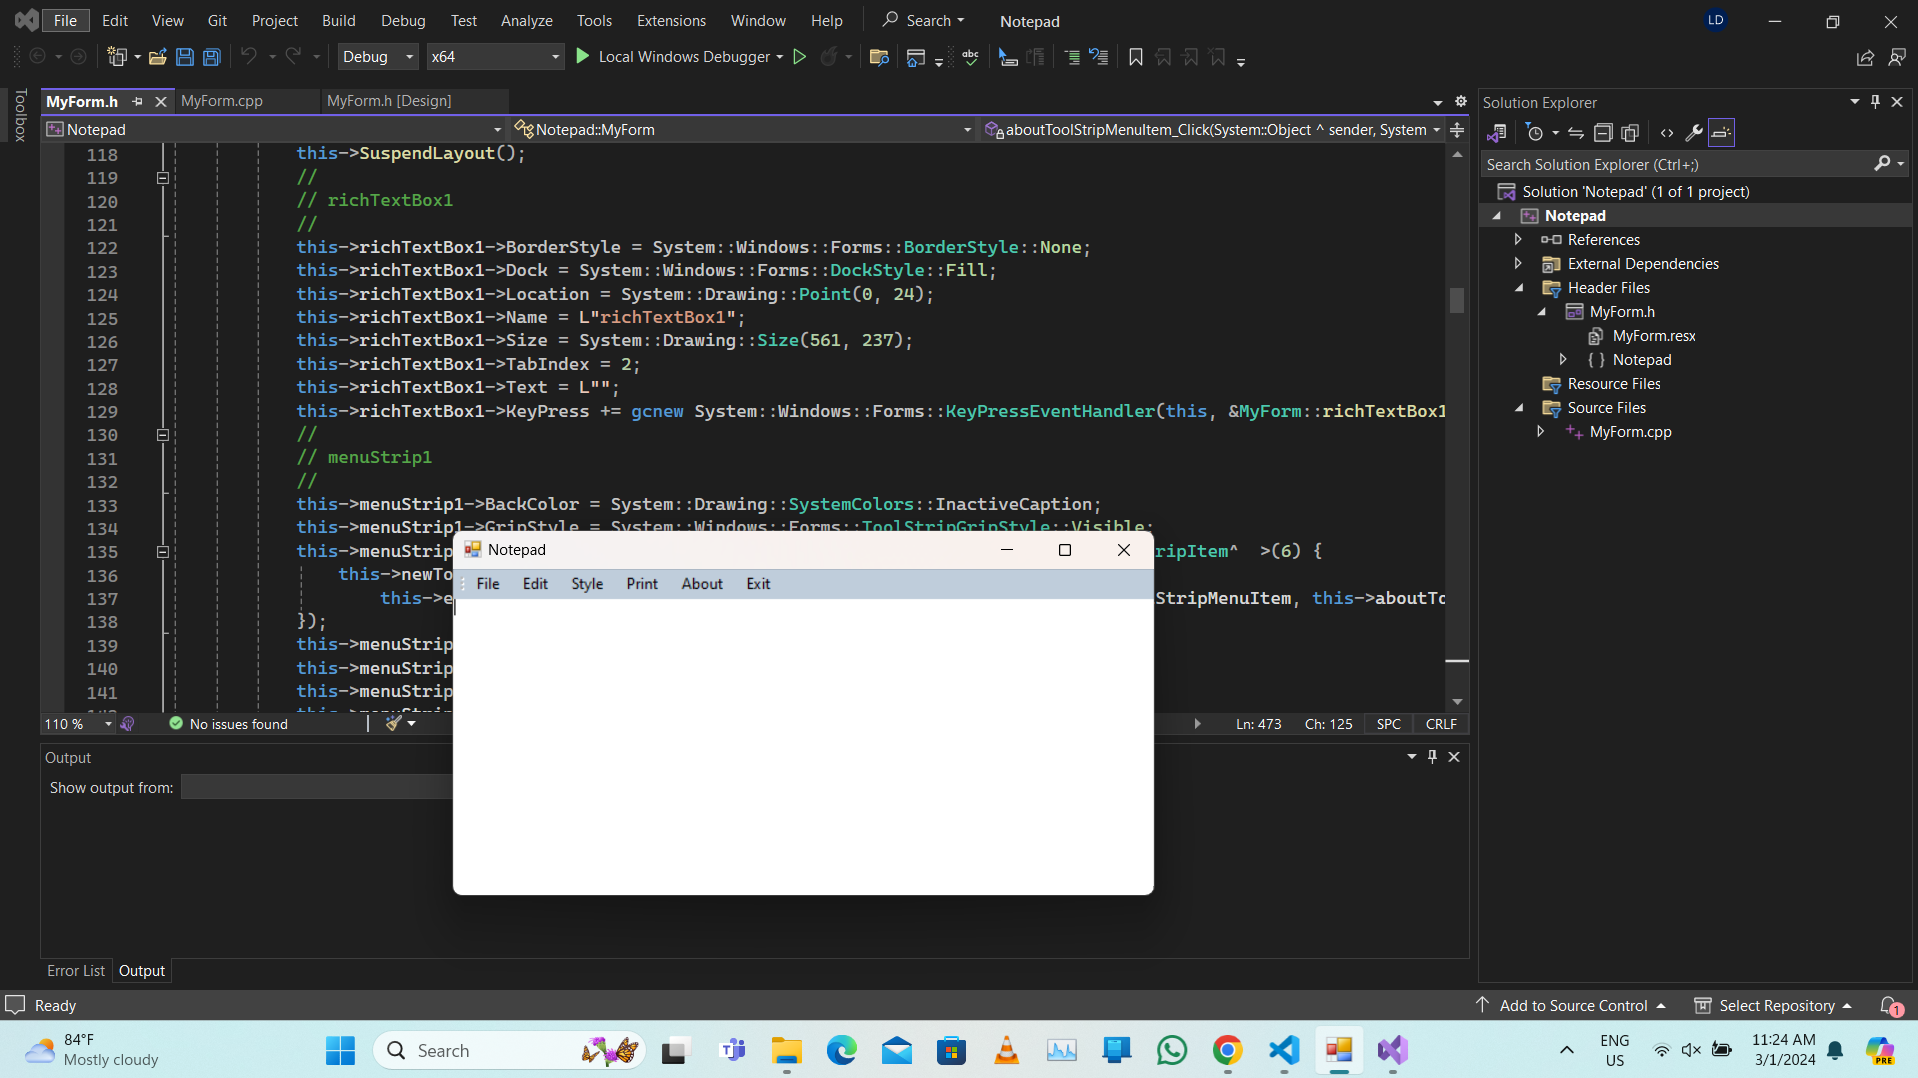 File Edit View Git Project Build Debug Test Analyze Tools Extensions Window Help Search Notepad LD
Debug x64 Local Windows Debugger
Toolbox
MyForm.h MyForm.cpp MyForm.h [Design]
Notepad Notepad::MyForm aboutToolStripMenuItem_Click(System::Object ^ sender, System
118 this->SuspendLayout();
119 //
120 // richTextBox1
121 //
122 this->richTextBox1->BorderStyle = System::Windows::Forms::BorderStyle::None;
123 this->richTextBox1->Dock = System::Windows::Forms::DockStyle::Fill;
124 this->richTextBox1->Location = System::Drawing::Point(0, 24);
125 this->richTextBox1->Name = L"richTextBox1";
126 this->richTextBox1->Size = System::Drawing::Size(561, 237);
127 this->richTextBox1->TabIndex = 2;
128 this->richTextBox1->Text = L"";
129 this->richTextBox1->KeyPress += gcnew System::Windows::Forms::KeyPressEventHandler(this, &MyForm::richTextBox1
130 //
131 // menuStrip1
132 //
133 this->menuStrip1->BackColor = System::Drawing::SystemColors::InactiveCaption;
134 this->menuStrip1->GripStyle = System::Windows::Forms::ToolStripGripStyle::Visible;
135 this->menuStrip ripItem^ >(6) {
136 this->newTo
137 this->e StripMenuItem, this->aboutTo
138 });
139 this->menuStrip
140 this->menuStrip
141 this->menuStrip
110 % No issues found Ln: 473 Ch: 125 SPC CRLF
Notepad
File Edit Style Print About Exit
Output
Show output from:
Error List Output
Solution Explorer
Search Solution Explorer (Ctrl+;)
Solution 'Notepad' (1 of 1 project)
Notepad
References
External Dependencies
Header Files
MyForm.h
MyForm.resx
{ } Notepad
Resource Files
Source Files
MyForm.cpp
Ready Add to Source Control Select Repository 1
84°F
Mostly cloudy
Search
ENG
US
11:24 AM
3/1/2024
PRE